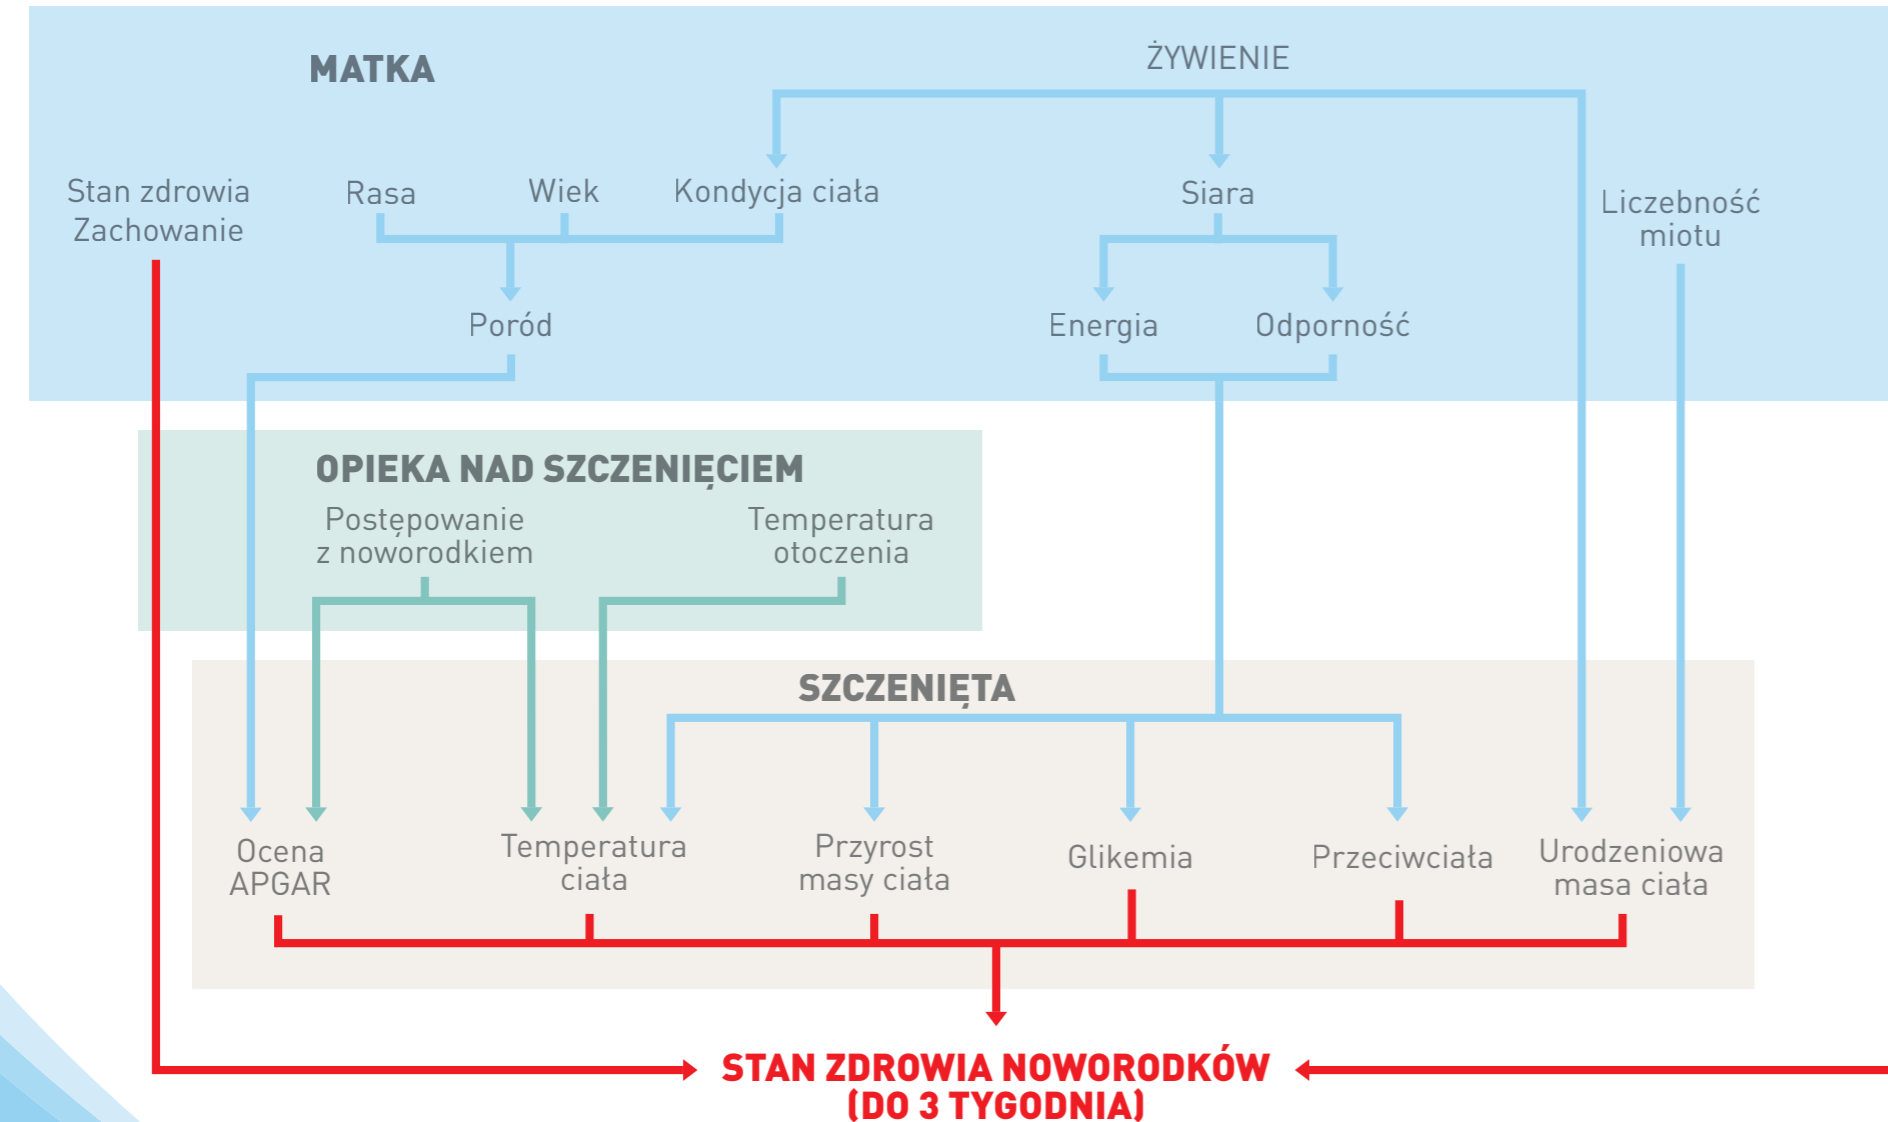 MATKA
ŻYWIENIE
Stan zdrowia
Zachowanie
Rasa
Wiek
Kondycja ciała
Siara
Liczebność
miotu
Poród
Energia
Odporność
OPIEKA NAD SZCZENIĘCIEM
Postępowanie
z noworodkiem
Temperatura
otoczenia
SZCZENIĘTA
Ocena
APGAR
Temperatura
ciała
Przyrost
masy ciała
Glikemia
Przeciwciała
Urodzeniowa
masa ciała
STAN ZDROWIA NOWORODKÓW
(DO 3 TYGODNIA)